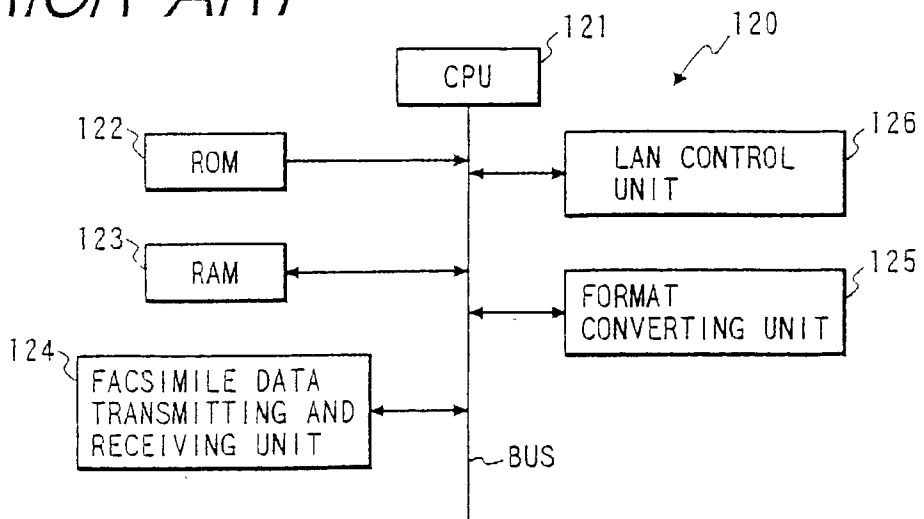 121
120
CPU
122
ROM
126
LAN CONTROL
UNIT
123
RAM
125
FORMAT
CONVERTING UNIT
124
FACSIMILE DATA
TRANSMITTING AND
RECEIVING UNIT
BUS